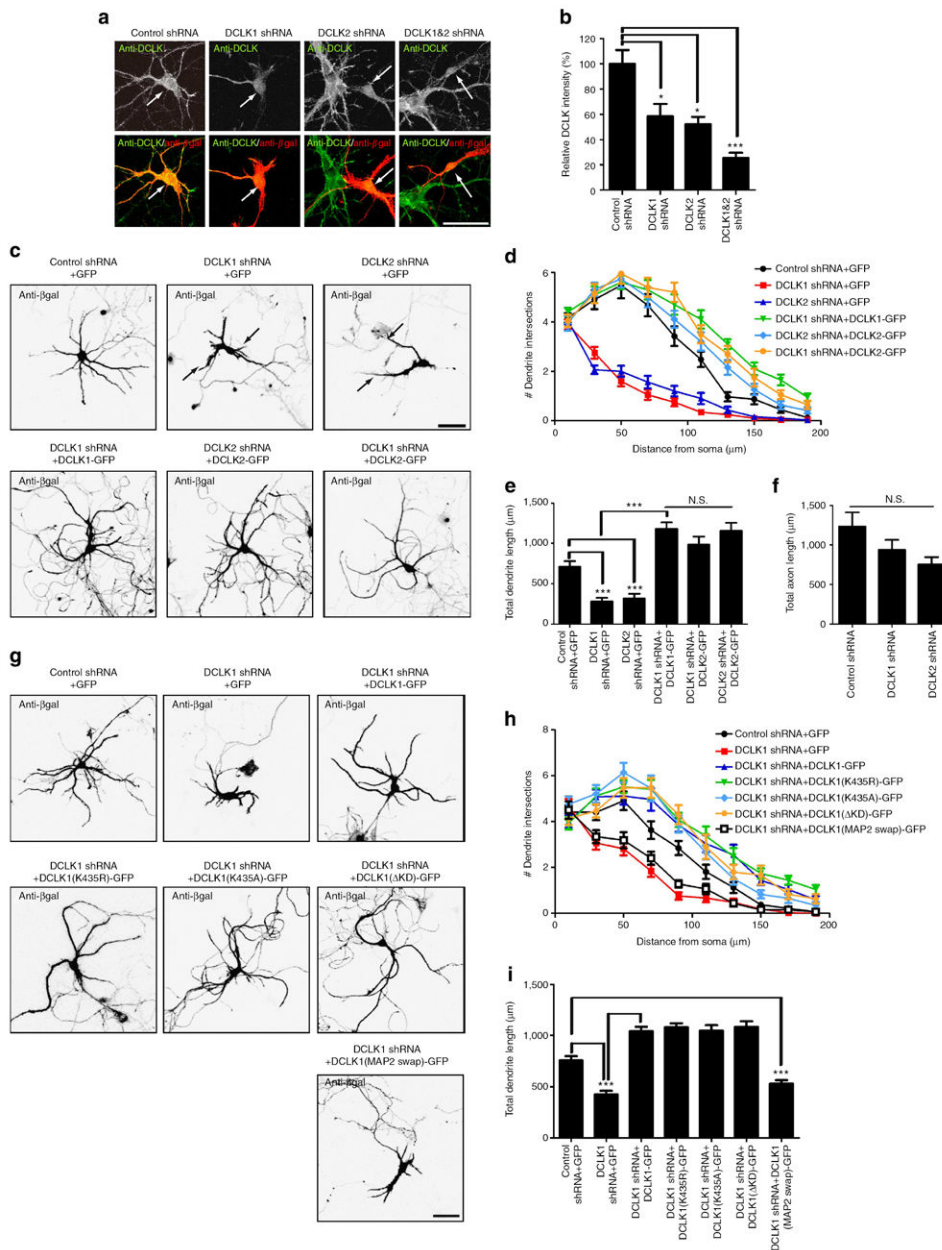 a
Control shRNA
DCLK1 shRNA
DCLK2 shRNA
DCLK1&2 shRNA
Anti-DCLK
Anti-DCLK
Anti-DCLK
Anti-DCLK
Anti-DCLK/anti-βgal
Anti-DCLK/anti-βgal
Anti-DCLK/anti-βgal
Anti-DCLK/anti-βgal
b
Relative DCLK intensity (%)
120
100
80
60
40
20
0
*
*
***
Control
shRNA
DCLK1
shRNA
DCLK2
shRNA
DCLK1&2
shRNA
c
Control shRNA
+GFP
DCLK1 shRNA
+GFP
DCLK2 shRNA
+GFP
Anti-βgal
Anti-βgal
Anti-βgal
DCLK1 shRNA
+DCLK1-GFP
DCLK2 shRNA
+DCLK2-GFP
DCLK1 shRNA
+DCLK2-GFP
Anti-βgal
Anti-βgal
Anti-βgal
d
# Dendrite intersections
6
4
2
0
0
50
100
150
200
Distance from soma (μm)
Control shRNA+GFP
DCLK1 shRNA+GFP
DCLK2 shRNA+GFP
DCLK1 shRNA+DCLK1-GFP
DCLK2 shRNA+DCLK2-GFP
DCLK1 shRNA+DCLK2-GFP
e
Total dendrite length (μm)
1,500
1,000
500
0
***
***
***
N.S.
Control
shRNA+GFP
DCLK1
shRNA+GFP
DCLK2
shRNA+GFP
DCLK1 shRNA+
DCLK1-GFP
DCLK1 shRNA+
DCLK2-GFP
DCLK2 shRNA+
DCLK2-GFP
f
Total axon length (μm)
1,500
1,000
500
0
N.S.
Control shRNA
DCLK1 shRNA
DCLK2 shRNA
g
Control shRNA
+GFP
DCLK1 shRNA
+GFP
DCLK1 shRNA
+DCLK1-GFP
Anti-βgal
Anti-βgal
Anti-βgal
DCLK1 shRNA
+DCLK1(K435R)-GFP
DCLK1 shRNA
+DCLK1(K435A)-GFP
DCLK1 shRNA
+DCLK1(ΔKD)-GFP
Anti-βgal
Anti-βgal
Anti-βgal
DCLK1 shRNA
+DCLK1(MAP2 swap)-GFP
Anti-βgal
h
# Dendrite intersections
8
6
4
2
0
0
50
100
150
200
Distance from soma (μm)
Control shRNA+GFP
DCLK1 shRNA+GFP
DCLK1 shRNA+DCLK1-GFP
DCLK1 shRNA+DCLK1(K435R)-GFP
DCLK1 shRNA+DCLK1(K435A)-GFP
DCLK1 shRNA+DCLK1(ΔKD)-GFP
DCLK1 shRNA+DCLK1(MAP2 swap)-GFP
i
Total dendrite length (μm)
1,500
1,000
500
0
***
***
Control
shRNA+GFP
DCLK1
shRNA+GFP
DCLK1 shRNA+
DCLK1-GFP
DCLK1 shRNA+
DCLK1(K435R)-GFP
DCLK1 shRNA+
DCLK1(K435A)-GFP
DCLK1 shRNA+
DCLK1(ΔKD)-GFP
DCLK1 shRNA+DCLK1
(MAP2 swap)-GFP